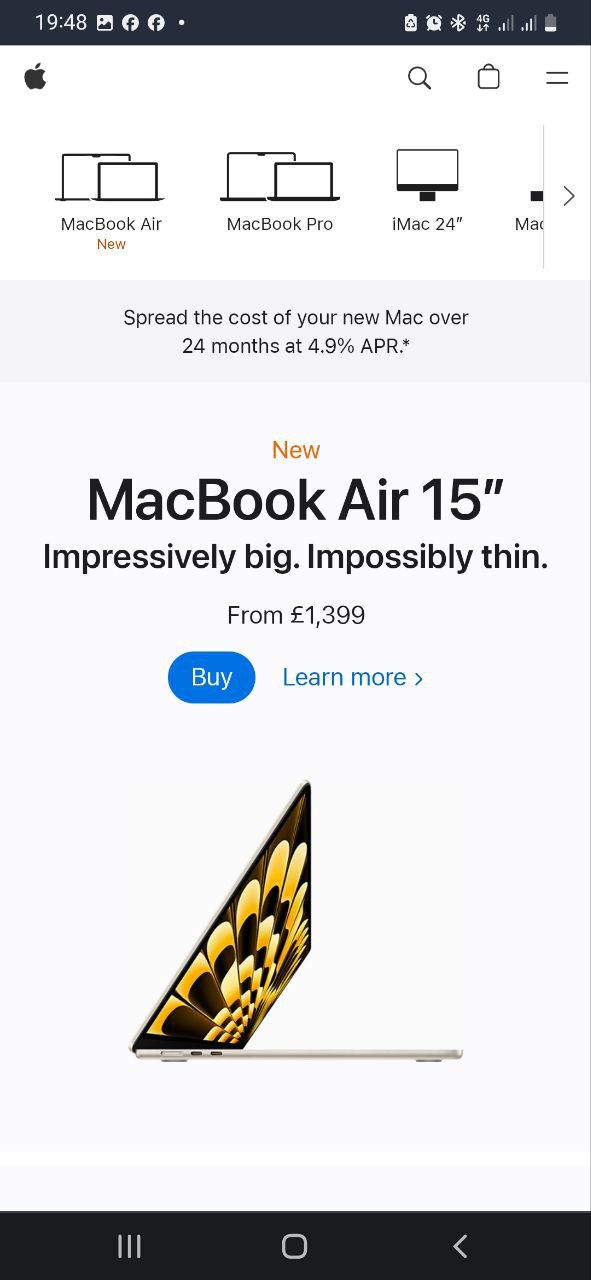 19:48
4G
MacBook Air
New
MacBook Pro
iMac 24″
Mac
Spread the cost of your new Mac over
24 months at 4.9% APR.*
New
MacBook Air 15″
Impressively big. Impossibly thin.
From £1,399
Buy
Learn more >